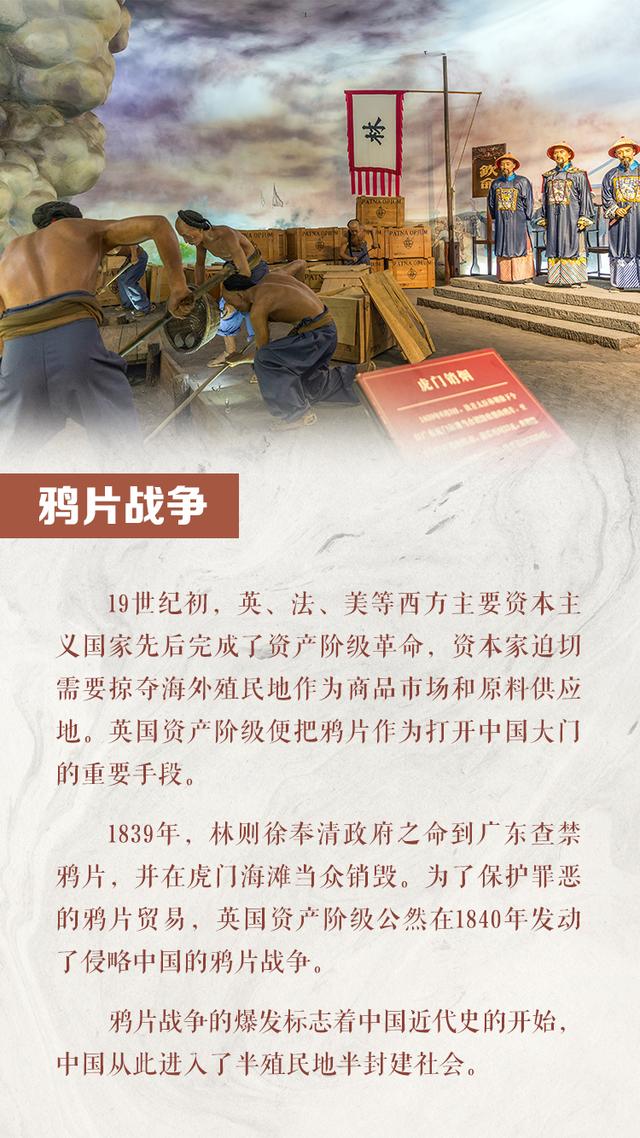 林
欽
PATNA OPIUM
PATNA OPIUM
PATNA OPIUM
PATNA OPIUM
PATNA
虎门销烟
鸦片战争
19世纪初，英、法、美等西方主要资本主
义国家先后完成了资产阶级革命，资本家迫切
需要掠夺海外殖民地作为商品市场和原料供应
地。英国资产阶级便把鸦片作为打开中国大门
的重要手段。
1839年，林则徐奉清政府之命到广东查禁
鸦片，并在虎门海滩当众销毁。为了保护罪恶
的鸦片贸易，英国资产阶级公然在1840年发动
了侵略中国的鸦片战争。
鸦片战争的爆发标志着中国近代史的开始，
中国从此进入了半殖民地半封建社会。